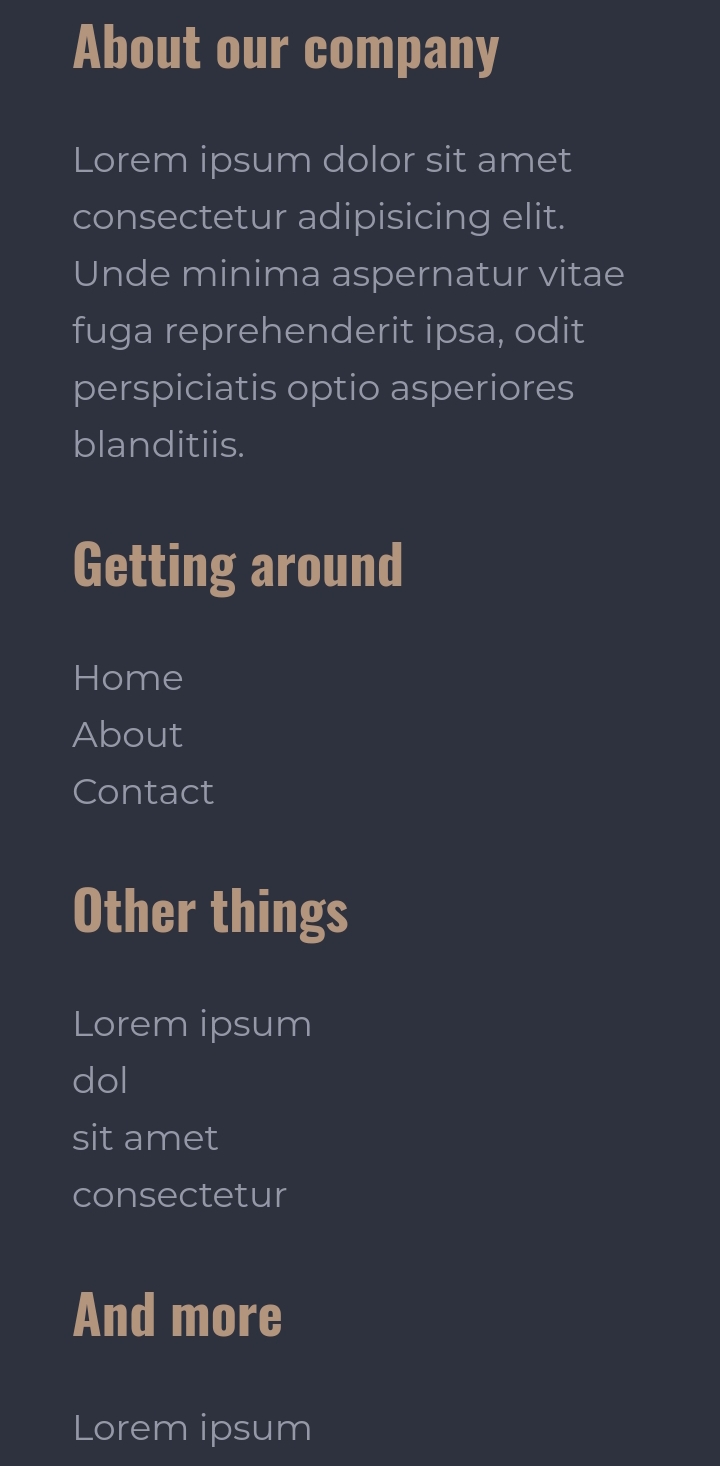 About our company
Lorem ipsum dolor sit amet
consectetur adipisicing elit.
Unde minima aspernatur vitae
fuga reprehenderit ipsa, odit
perspiciatis optio asperiores
blanditiis.
Getting around
Home
About
Contact
Other things
Lorem ipsum
dol
sit amet
consectetur
And more
Lorem ipsum